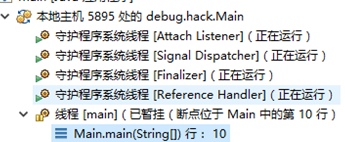 本地主机 5895 处的 debug.hack.Main
守护程序系统线程 [Attach Listener]（正在运行）
守护程序系统线程 [Signal Dispatcher]（正在运行）
守护程序系统线程 [Finalizer]（正在运行）
守护程序系统线程 [Reference Handler]（正在运行）
线程 [main]（已暂挂（断点位于 Main 中的第 10 行）
Main.main(String[]) 行： 10